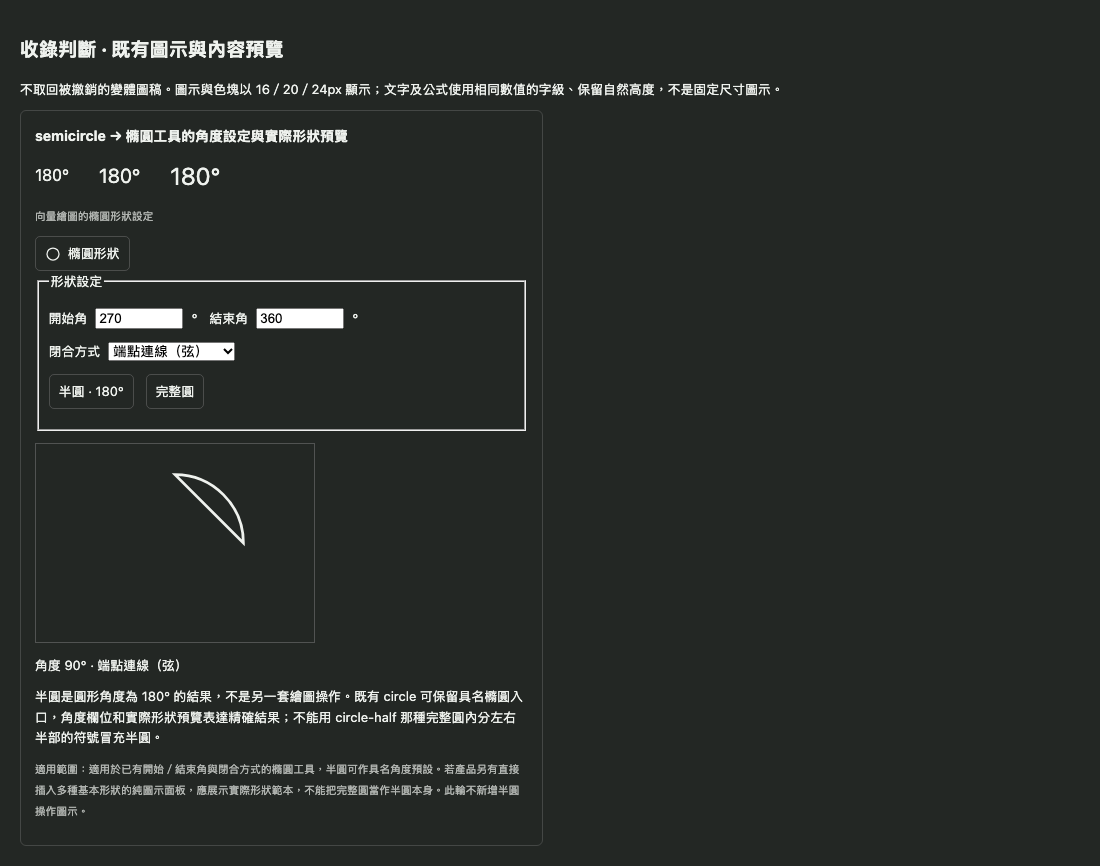 收錄判斷 · 既有圖示與內容預覽
不取回被撤銷的變體圖稿。圖示與色塊以 16 / 20 / 24px 顯示；文字及公式使用相同數值的字級、保留自然高度，不是固定尺寸圖示。
semicircle → 橢圓工具的角度設定與實際形狀預覽
180° 180° 180°
向量繪圖的橢圓形狀設定
橢圓形狀
形狀設定
開始角 270 ° 結束角 360 °
閉合方式 端點連線（弦）
半圓 · 180° 完整圓
角度 90° · 端點連線（弦）
半圓是圓形角度為 180° 的結果，不是另一套繪圖操作。既有 circle 可保留具名橢圓入
口，角度欄位和實際形狀預覽表達精確結果；不能用 circle-half 那種完整圓內分左右
半部的符號冒充半圓。
適用範圍：適用於已有開始 / 結束角與閉合方式的橢圓工具，半圓可作具名角度預設。若產品另有直接
插入多種基本形狀的純圖示面板，應展示實際形狀範本，不能把完整圓當作半圓本身。此輪不新增半圓
操作圖示。